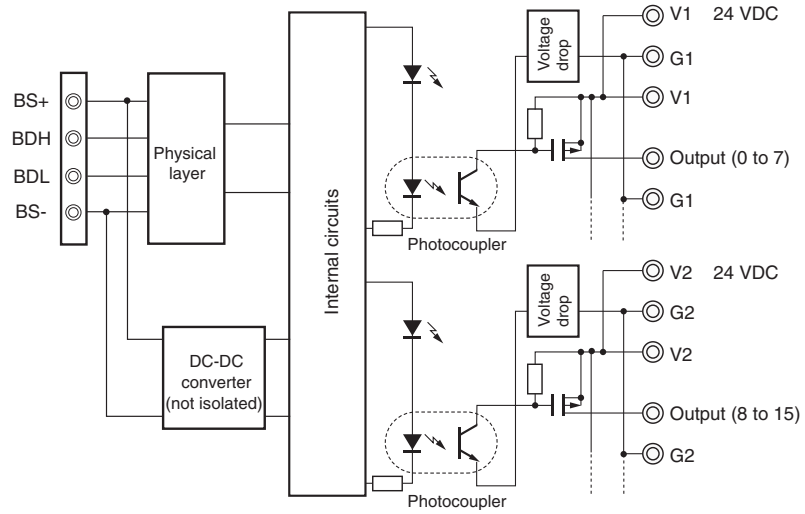 BS+
BDH
BDL
BS-
Physical
layer
DC-DC
converter
(not isolated)
Internal circuits
Photocoupler
Voltage
drop
V1 24 VDC
G1
V1
Output (0 to 7)
G1
Photocoupler
Voltage
drop
V2 24 VDC
G2
V2
Output (8 to 15)
G2